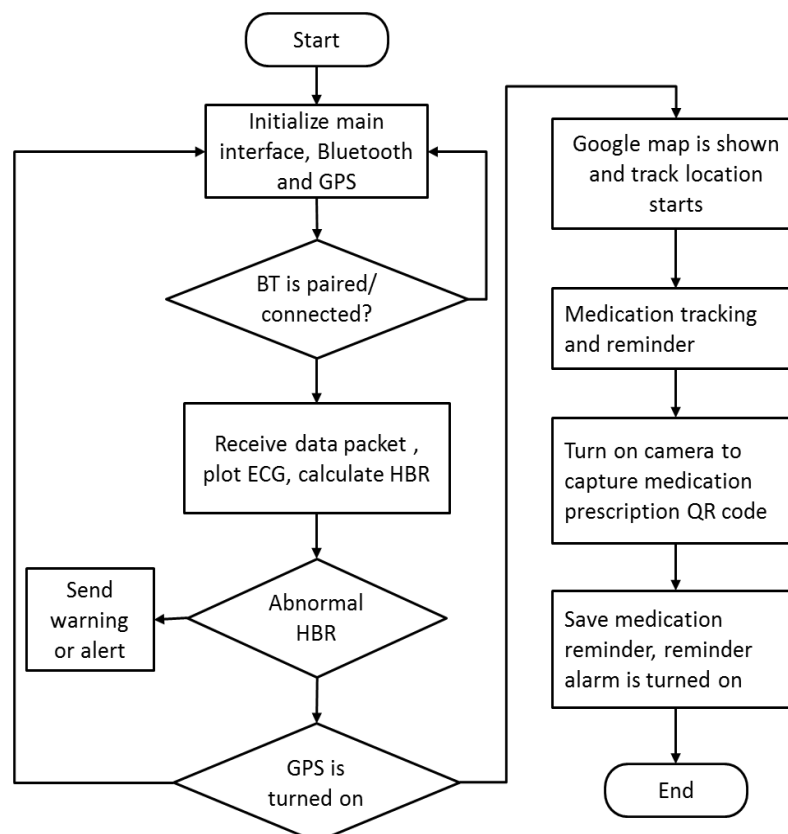 Start
Initialize main
interface, Bluetooth
and GPS
BT is paired/
connected?
Receive data packet ,
plot ECG, calculate HBR
Abnormal
HBR
Send
warning
or alert
GPS is
turned on
Google map is shown
and track location
starts
Medication tracking
and reminder
Turn on camera to
capture medication
prescription QR code
Save medication
reminder, reminder
alarm is turned on
End